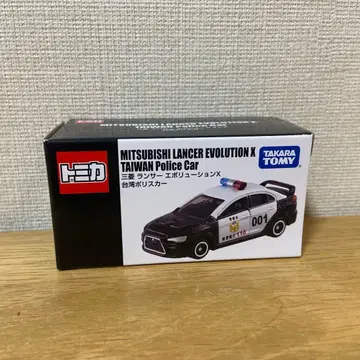 トミカ
MITSUBISHI LANCER EVOLUTION X
TAIWAN Police Car
三菱 ランサー エボリューションX
台湾ポリスカー
TAKARA
TOMY
001
110